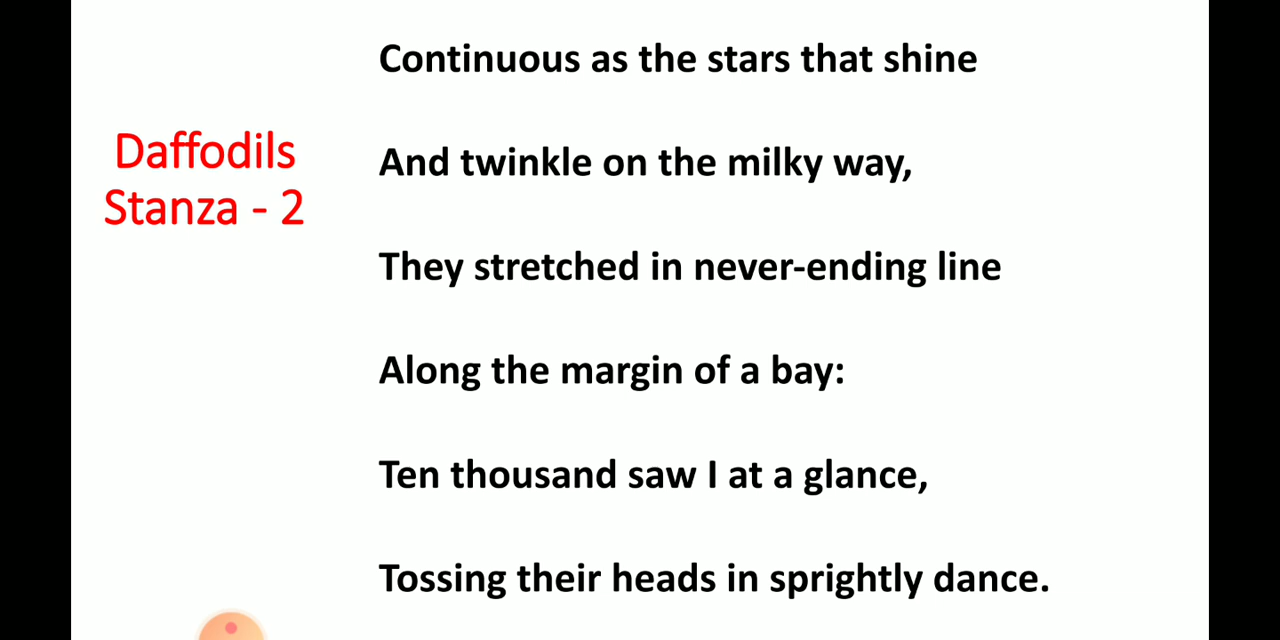 Daffodils
Stanza - 2
Continuous as the stars that shine
And twinkle on the milky way,
They stretched in never-ending line
Along the margin of a bay:
Ten thousand saw I at a glance,
Tossing their heads in sprightly dance.